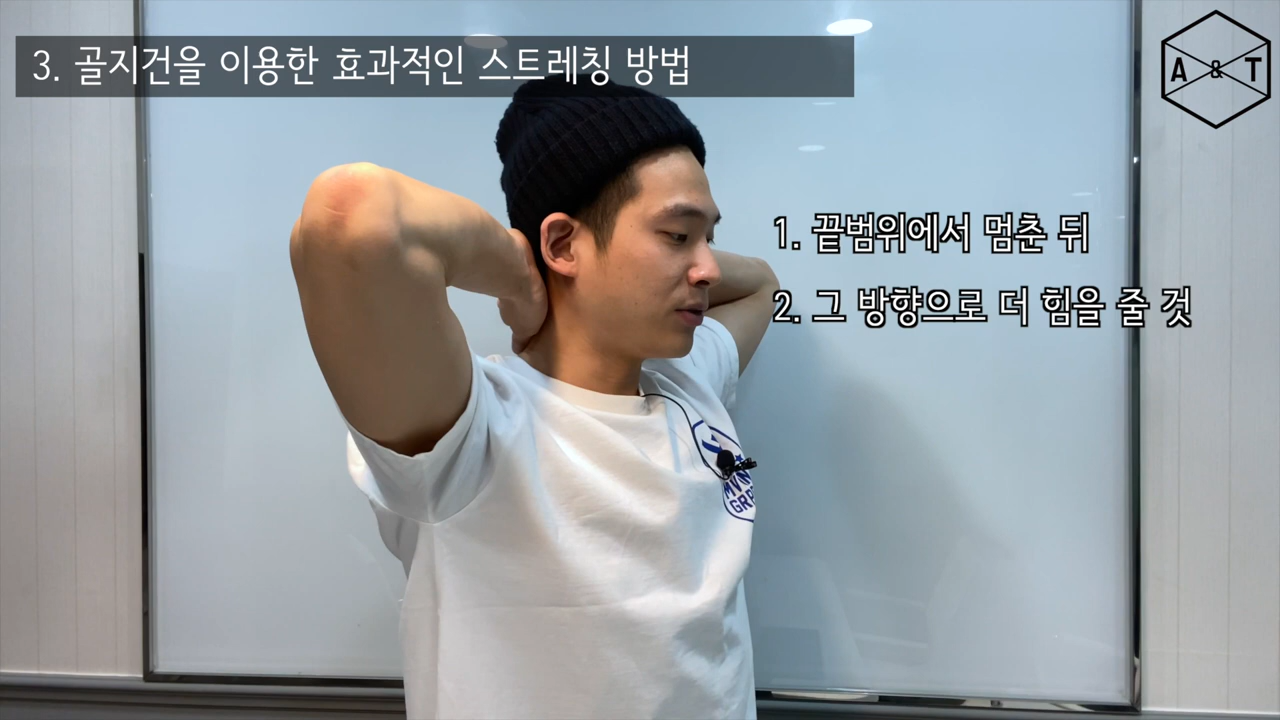 3. 골지건을 이용한 효과적인 스트레칭 방법
A & T
1. 끝범위에서 멈춘 뒤
2. 그 방향으로 더 힘을 줄 것